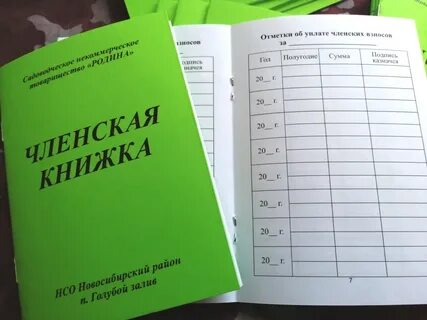 Садоводческое некоммерческое
товарищество «РОДИНА»
ЧЛЕНСКАЯ
КНИЖКА
НСО Новосибирский район
п. Голубой залив
взносов
Подпись
казначея
Отметки об уплате членских взносов
за
Год Полугодие Сумма Подпись казначея
20__ г.
20__ г.
20__ г.
20__ г.
20__ г.
20__ г.
20__ г.
20__ г.
7